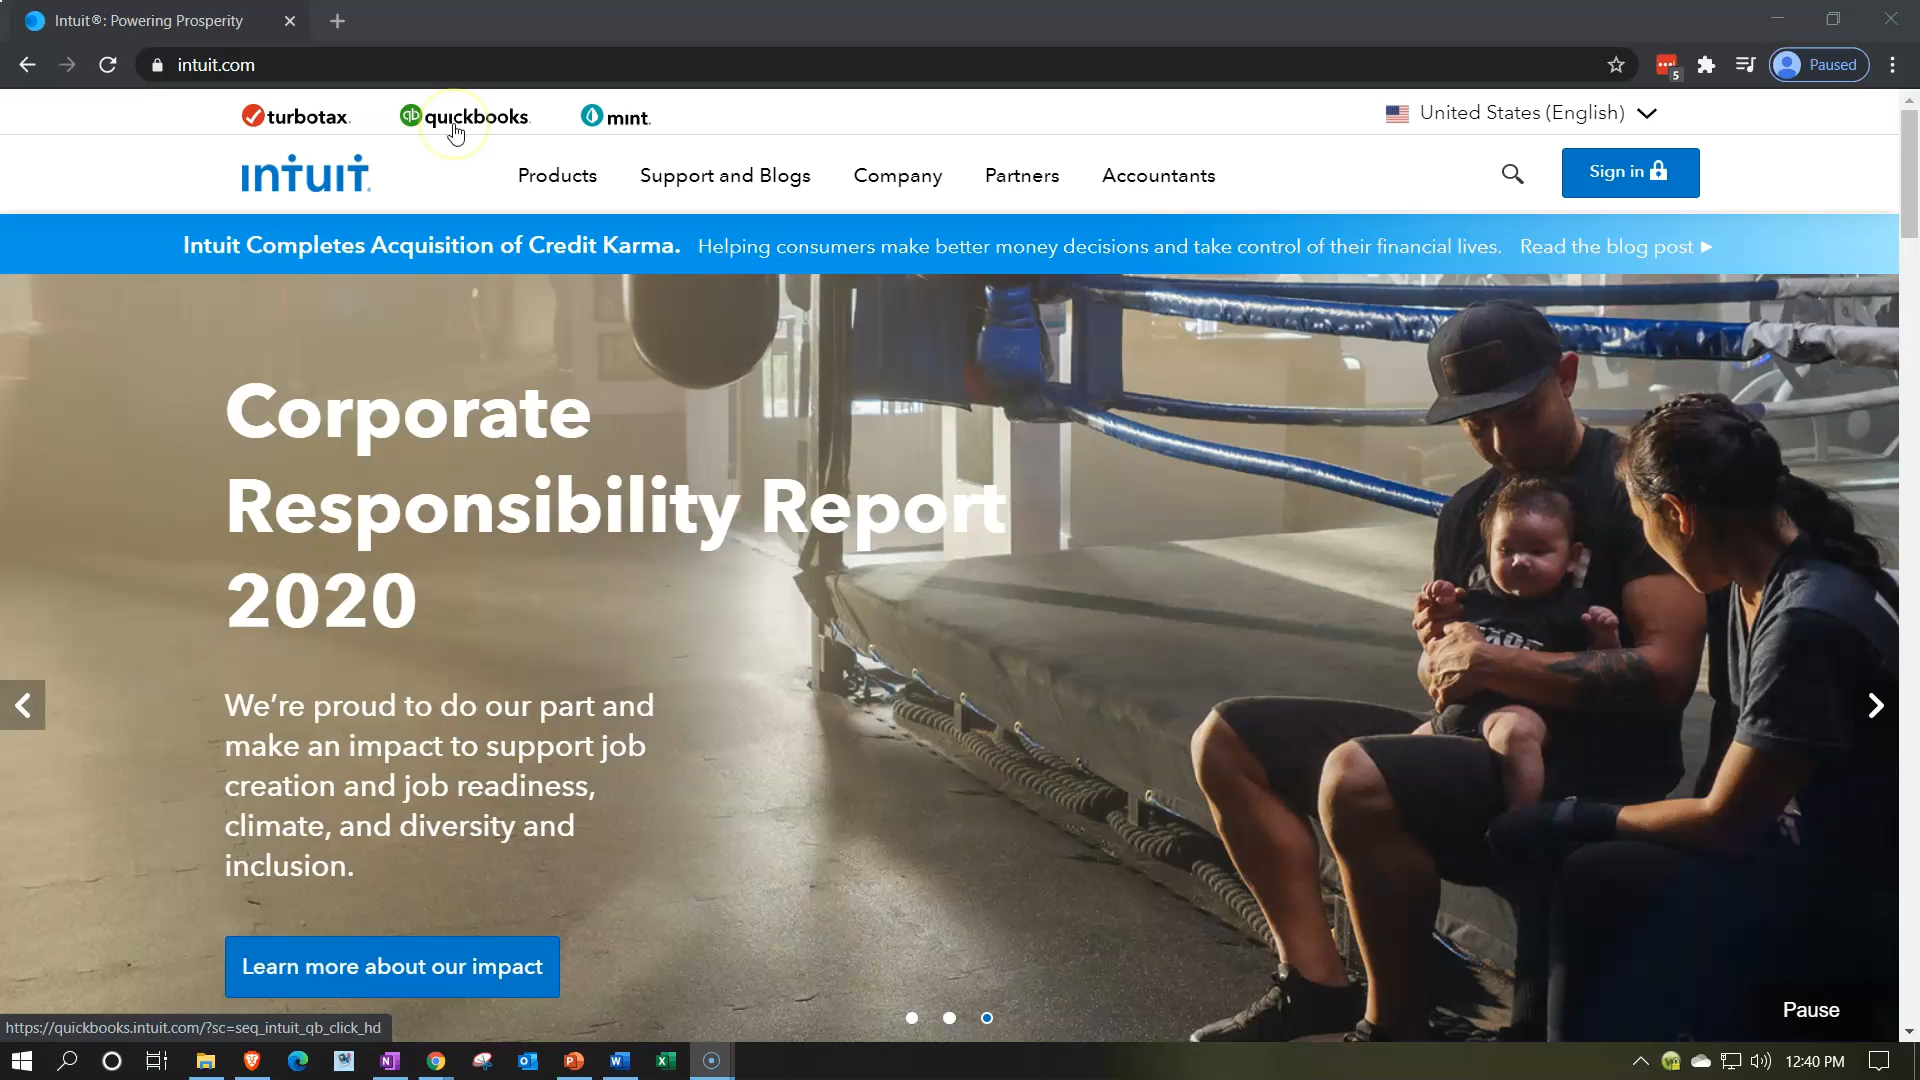 Intuit®: Powering Prosperity
intuit.com
5
Paused
turbotax.
qb quickbooks.
mint.
United States (English)
intuit.
Products
Support and Blogs
Company
Partners
Accountants
Sign in
Intuit Completes Acquisition of Credit Karma. Helping consumers make better money decisions and take control of their financial lives. Read the blog post ►
Corporate
Responsibility Report
2020
We're proud to do our part and
make an impact to support job
creation and job readiness,
climate, and diversity and
inclusion.
Learn more about our impact
Pause
https://quickbooks.intuit.com/?sc=seq_intuit_qb_click_hd
12:40 PM